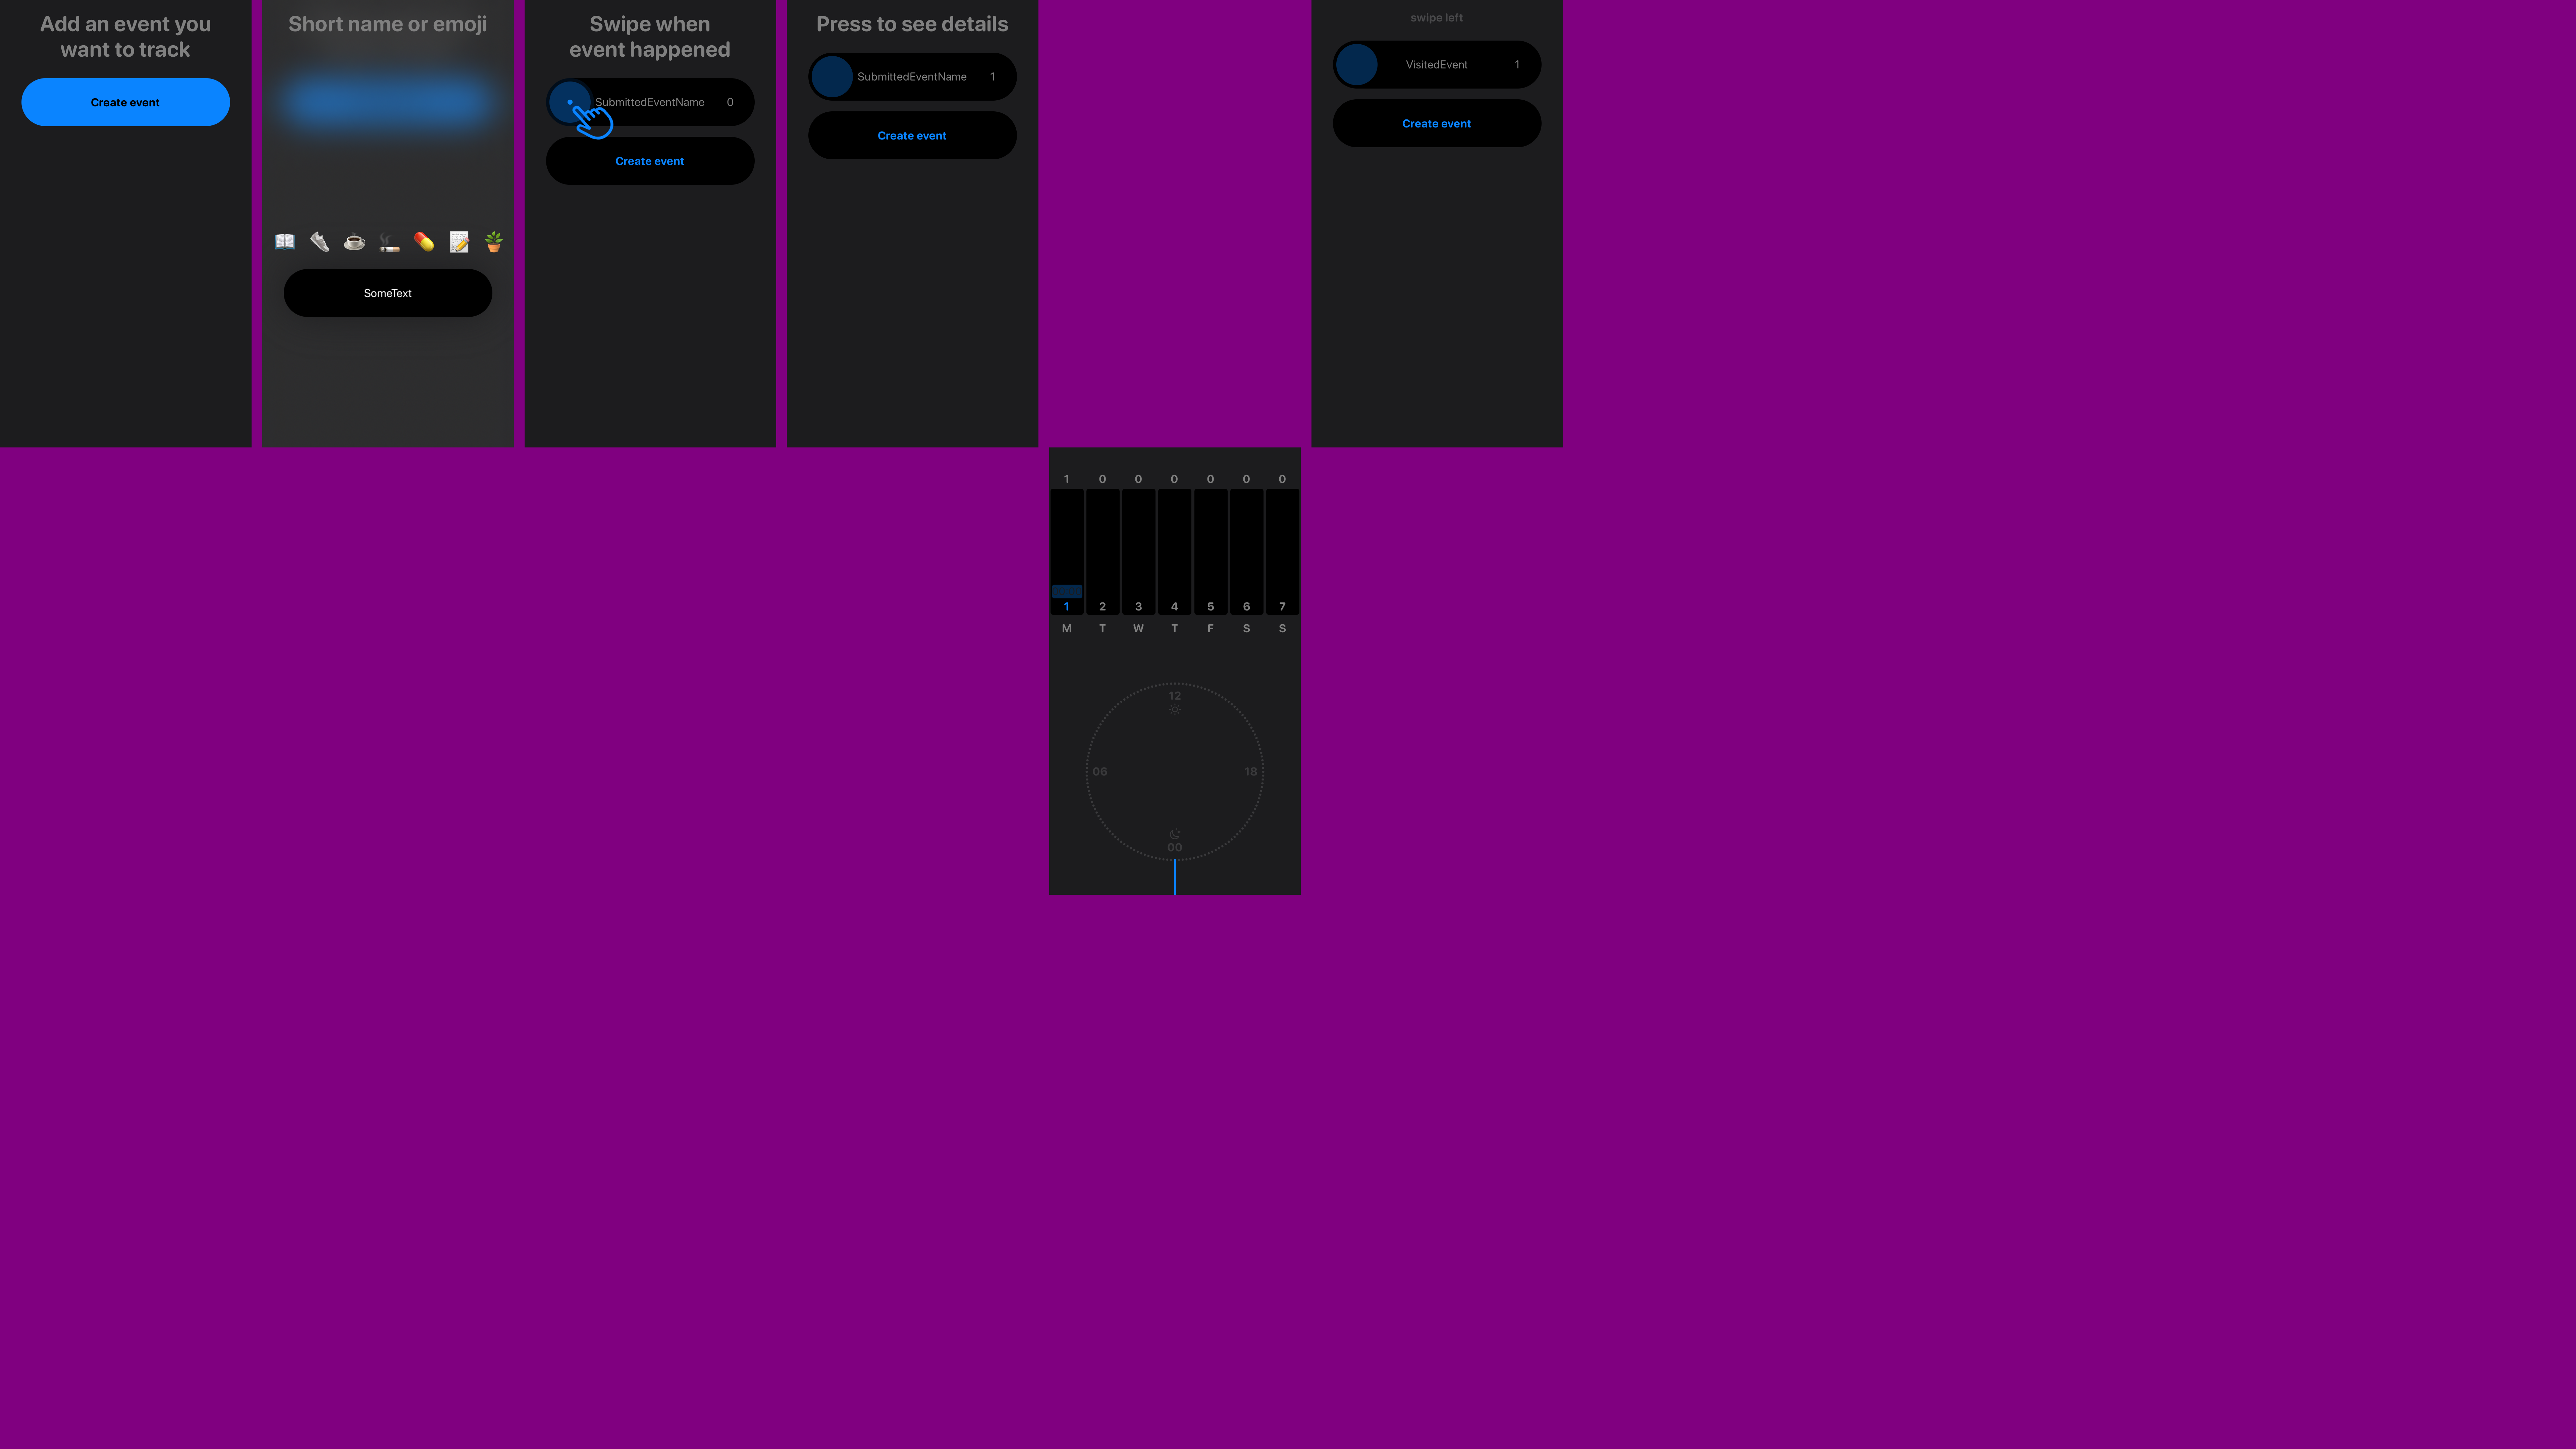 Add an event you
want to track
Create event
Short name or emoji
SomeText
Swipe when
event happened
SubmittedEventName 0
Create event
Press to see details
SubmittedEventName 1
Create event
swipe left
VisitedEvent 1
Create event
1 0 0 0 0 0 0
1 2 3 4 5 6 7
M T W T F S S
12
06 18
00